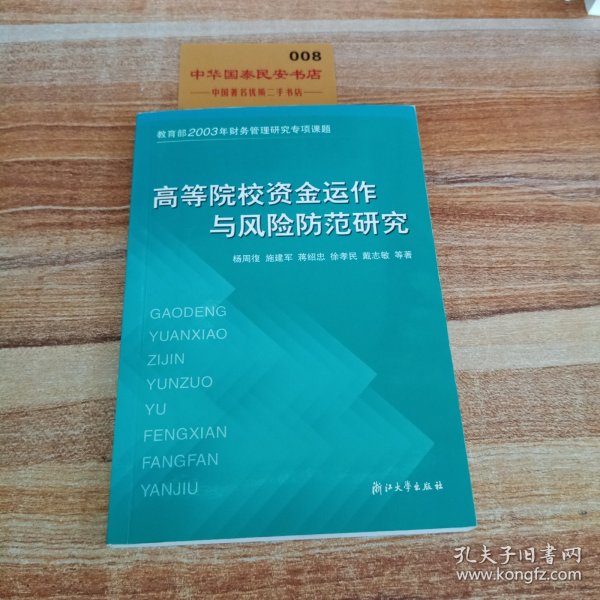 008
中华国泰民安书店
中国著名优质二手书店
教育部2003年财务管理研究专项课题
高等院校资金运作
与风险防范研究
杨周復 施建军 蒋绍忠 徐孝民 戴志敏 等著
GAODENG
YUANXIAO
ZIJIN
YUNZUO
YU
FENGXIAN
FANGFAN
YANJIU
浙江大学出版社
孔夫子旧书网
www.kongfz.com